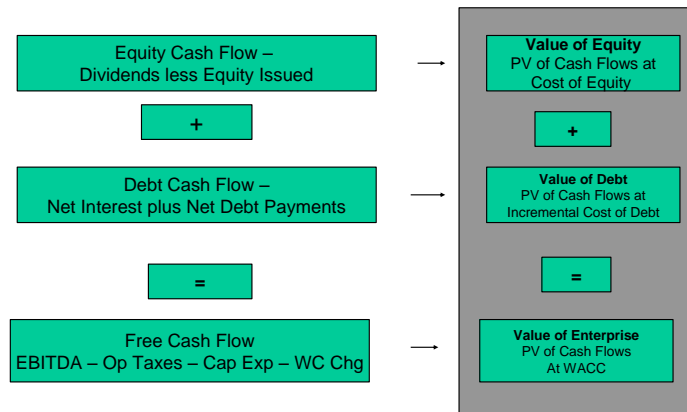 Equity Cash Flow –
Dividends less Equity Issued
Value of Equity
PV of Cash Flows at
Cost of Equity
+
+
Debt Cash Flow –
Net Interest plus Net Debt Payments
Value of Debt
PV of Cash Flows at
Incremental Cost of Debt
=
=
Free Cash Flow
EBITDA – Op Taxes – Cap Exp – WC Chg
Value of Enterprise
PV of Cash Flows
At WACC